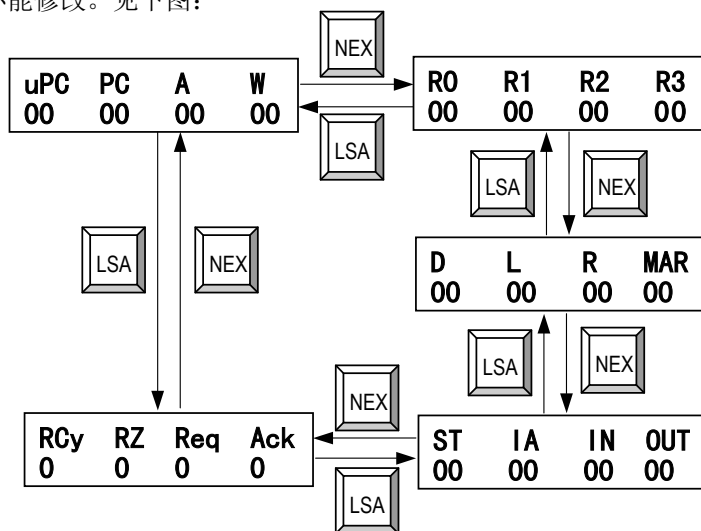 不能修改。见下图：
NEX
uPC PC A W
00 00 00 00
R0 R1 R2 R3
00 00 00 00
LSA
LSA NEX
LSA NEX
D L R MAR
00 00 00 00
LSA NEX
NEX
RCy RZ Req Ack
0 0 0 0
ST IA IN OUT
00 00 00 00
LSA